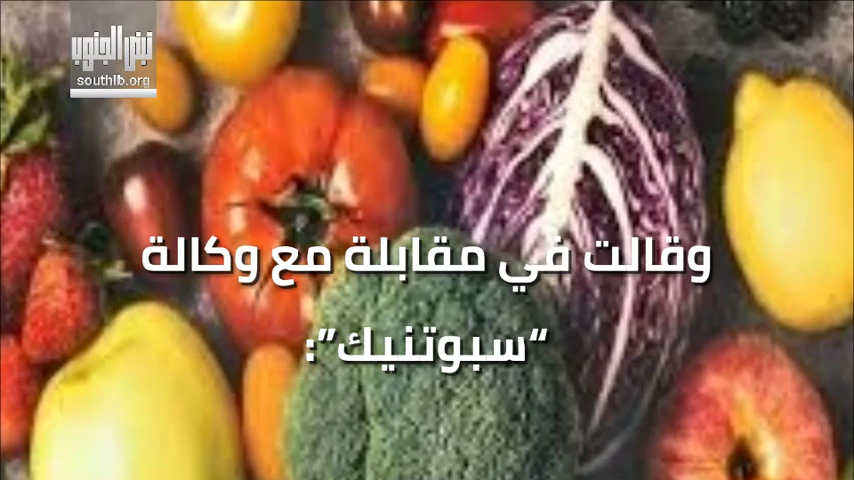 نبض الجنوب
southlb.org
وقالت في مقابلة مع وكالة
“سبوتنيك”: